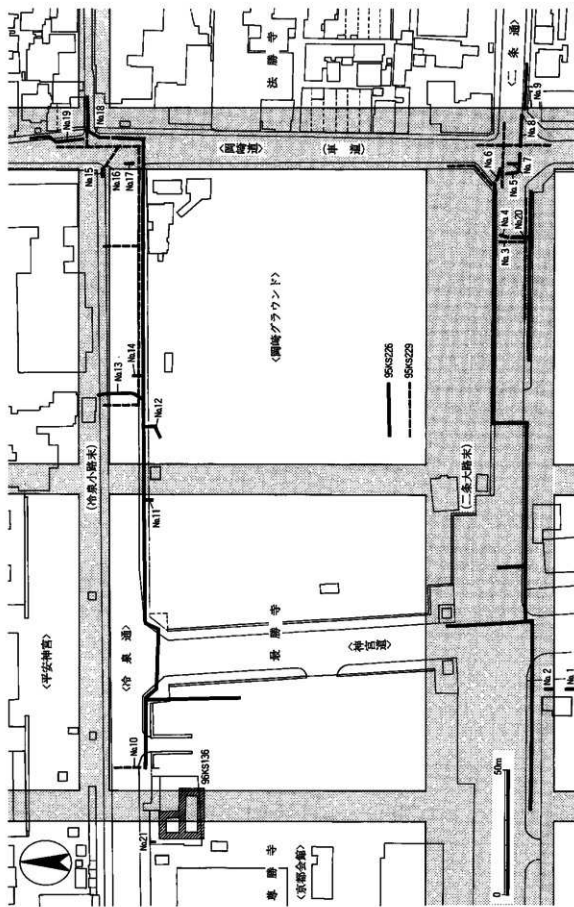 〈平安神宮〉
(冷泉小路末)
〈冷泉通〉
No.10
No.21
96KS136
尊勝寺
〈京都会館〉
最勝寺
〈神宮道〉
No.11
No.12
No.13
No.14
No.15
No.16
No.17
No.18
No.19
〈岡崎道〉
(車道)
法勝寺
〈岡崎グラウンド〉
95KS226
95KS229
(二条大路末)
〈二条通〉
No.1
No.2
No.3
No.4
No.20
No.5
No.6
No.7
No.8
No.9
50m
0